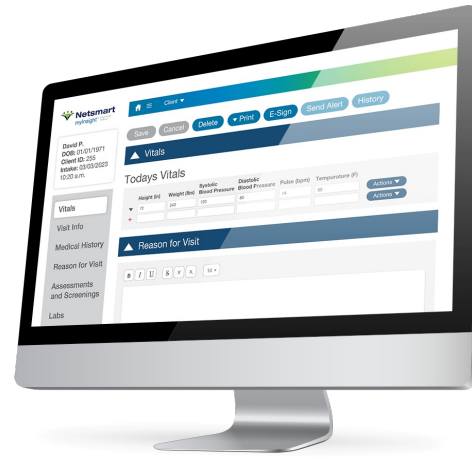 Netsmart
myInsight
Client ▼
Save Cancel Delete ▼ Print E-Sign Send Alert History
David P.
DOB: 01/01/1971
Client ID: 255
Intake: 03/03/2023
10:20 a.m.
Vitals
Visit Info
Medical History
Reason for Visit
Assessments
and Screenings
Labs
▲ Vitals
Todays Vitals
Height (in) Weight (lbs) Systolic Blood Pressure Diastolic Blood Pressure Pulse (bpm) Temperature (F)
Actions ▼
Actions ▼
▲ Reason for Visit
B I U S